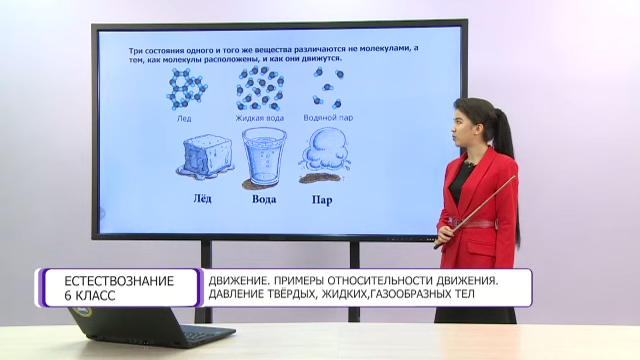 Три состояния одного и того же вещества различаются не молекулами, а
тем, как молекулы расположены, и как они движутся.
Лед Жидкая вода Водяной пар
Лёд Вода Пар
ЕСТЕСТВОЗНАНИЕ
6 КЛАСС
ДВИЖЕНИЕ. ПРИМЕРЫ ОТНОСИТЕЛЬНОСТИ ДВИЖЕНИЯ.
ДАВЛЕНИЕ ТВЁРДЫХ, ЖИДКИХ,ГАЗООБРАЗНЫХ ТЕЛ